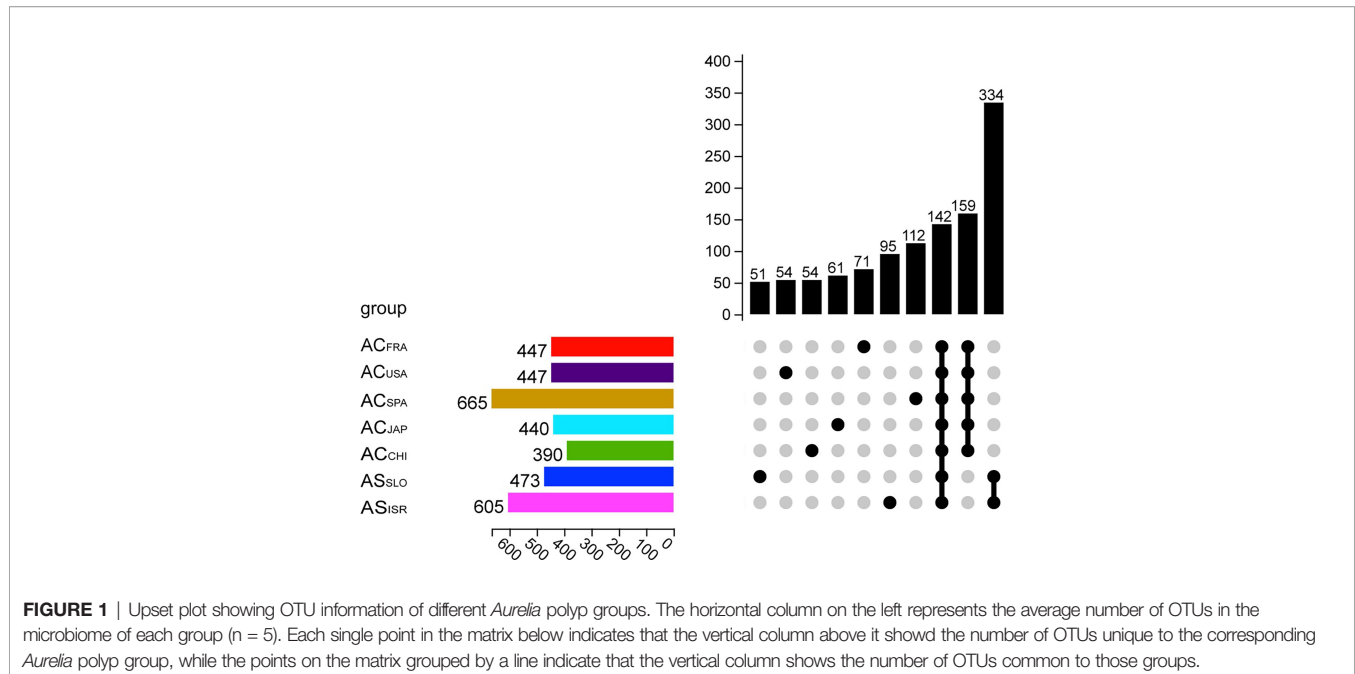 400
350
300
250
200
150
100
50
0
51 54 54 61 71 95 112 142 159 334
group
ACFRA 447
ACUSA 447
ACSPA 665
ACJAP 440
ACCHI 390
ASSLO 473
ASISR 605
600 500 400 300 200 100 0
FIGURE 1 | Upset plot showing OTU information of different Aurelia polyp groups. The horizontal column on the left represents the average number of OTUs in the
microbiome of each group (n = 5). Each single point in the matrix below indicates that the vertical column above it showd the number of OTUs unique to the corresponding
Aurelia polyp group, while the points on the matrix grouped by a line indicate that the vertical column shows the number of OTUs common to those groups.